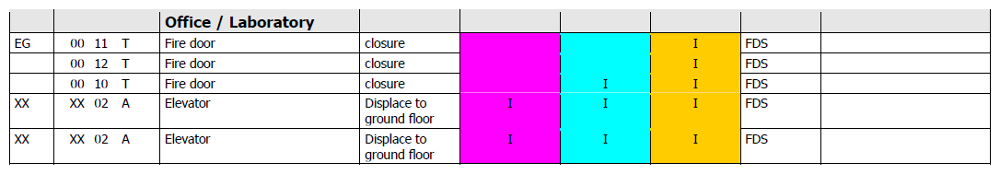 Office / Laboratory
EG 00 11 T Fire door closure I FDS
00 12 T Fire door closure I FDS
00 10 T Fire door closure I I FDS
XX XX 02 A Elevator Displace to I I I FDS
ground floor
XX XX 02 A Elevator Displace to I I I FDS
ground floor